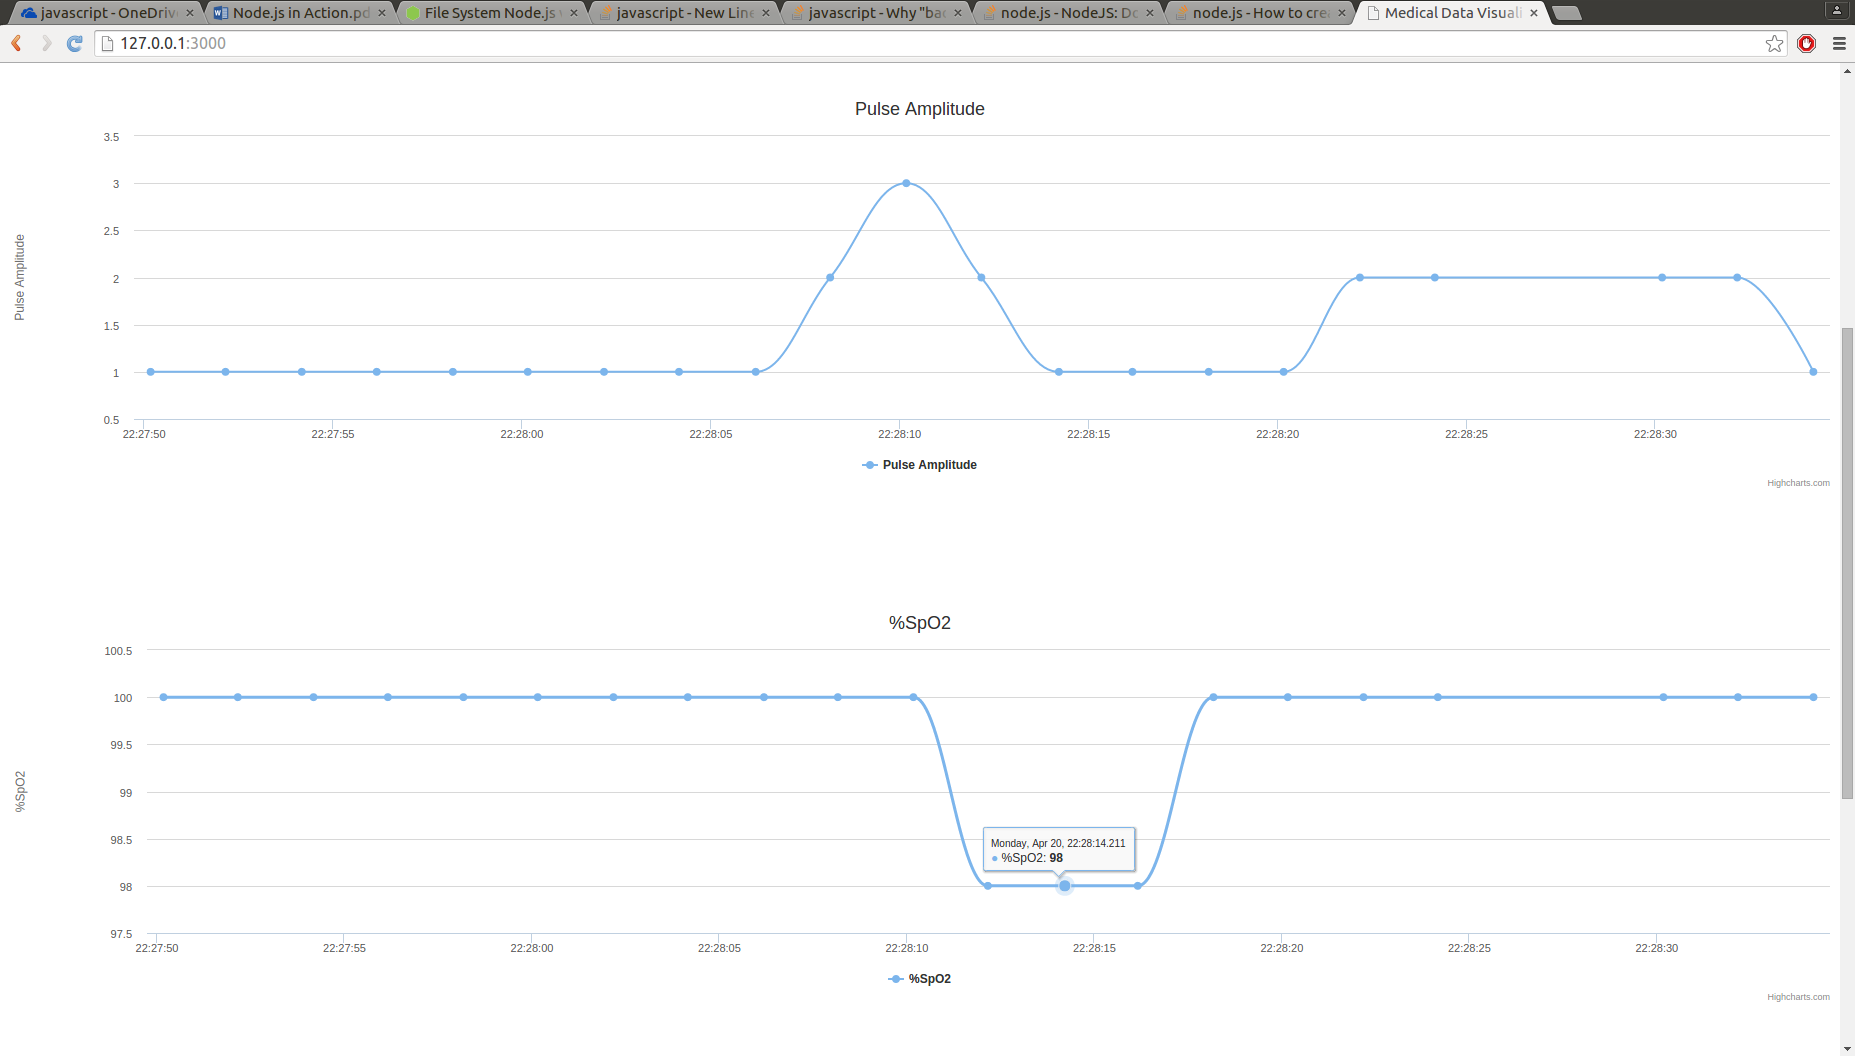 javascript - OneDriv
Node.js in Action.pd
File System Node.js
javascript - New Line
javascript - Why "ba
node.js - NodeJS: Do
node.js - How to crea
Medical Data Visuali
127.0.0.1:3000
Pulse Amplitude
3.5
3
2.5
2
1.5
1
0.5
Pulse Amplitude
22:27:50 22:27:55 22:28:00 22:28:05 22:28:10 22:28:15 22:28:20 22:28:25 22:28:30
Pulse Amplitude
Highcharts.com
%SpO2
100.5
100
99.5
99
98.5
98
97.5
%SpO2
Monday, Apr 20, 22:28:14.211
%SpO2: 98
22:27:50 22:27:55 22:28:00 22:28:05 22:28:10 22:28:15 22:28:20 22:28:25 22:28:30
%SpO2
Highcharts.com